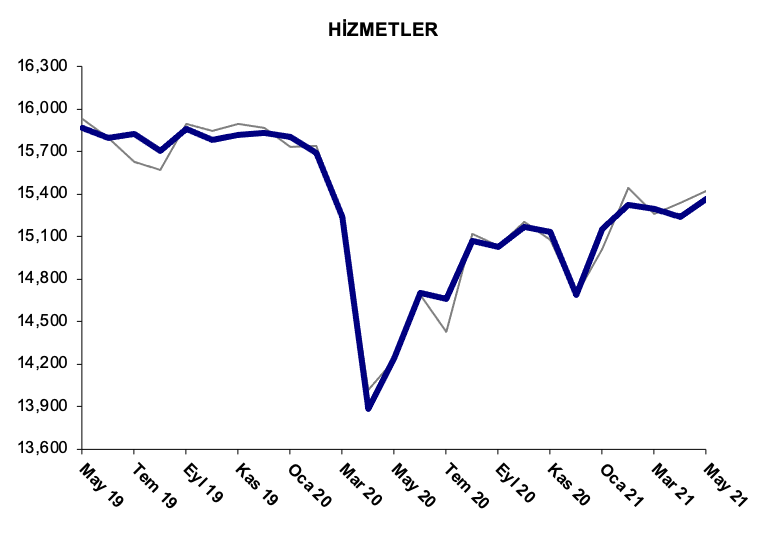 HİZMETLER
16,300
16,000
15,700
15,400
15,100
14,800
14,500
14,200
13,900
13,600
May 19
Tem 19
Eyl 19
Kas 19
Oca 20
Mar 20
May 20
Tem 20
Eyl 20
Kas 20
Oca 21
Mar 21
May 21